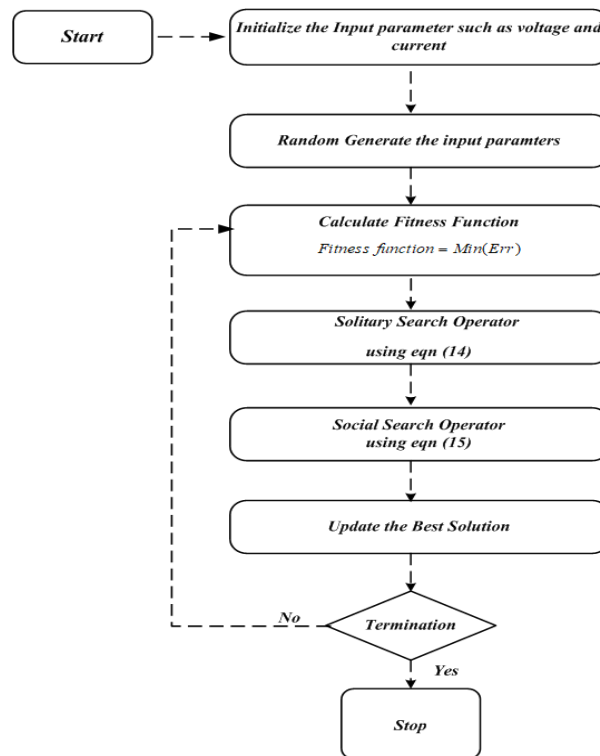 Start
Initialize the Input parameter such as voltage and
current
Random Generate the input paramters
Calculate Fitness Function
Fitness function = Min(Err)
Solitary Search Operator
using eqn (14)
Social Search Operator
using eqn (15)
Update the Best Solution
Termination
No
Yes
Stop